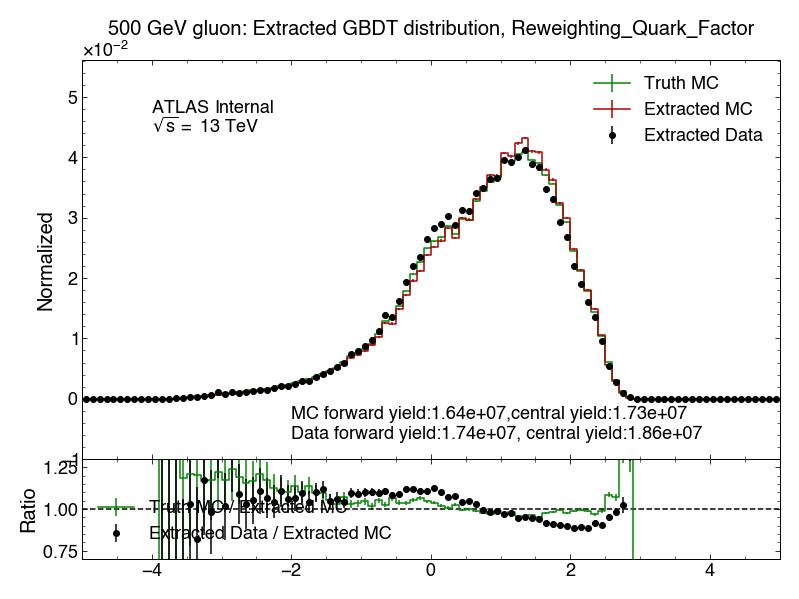 500 GeV gluon: Extracted GBDT distribution, Reweighting_Quark_Factor
×10⁻²
ATLAS Internal
√s = 13 TeV
Truth MC
Extracted MC
Extracted Data
Normalized
5
4
3
2
1
0
1
MC forward yield:1.64e+07,central yield:1.73e+07
Data forward yield:1.74e+07, central yield:1.86e+07
Ratio
1.25
1.00
0.75
Truth MC / Extracted MC
Extracted Data / Extracted MC
−4
−2
0
2
4